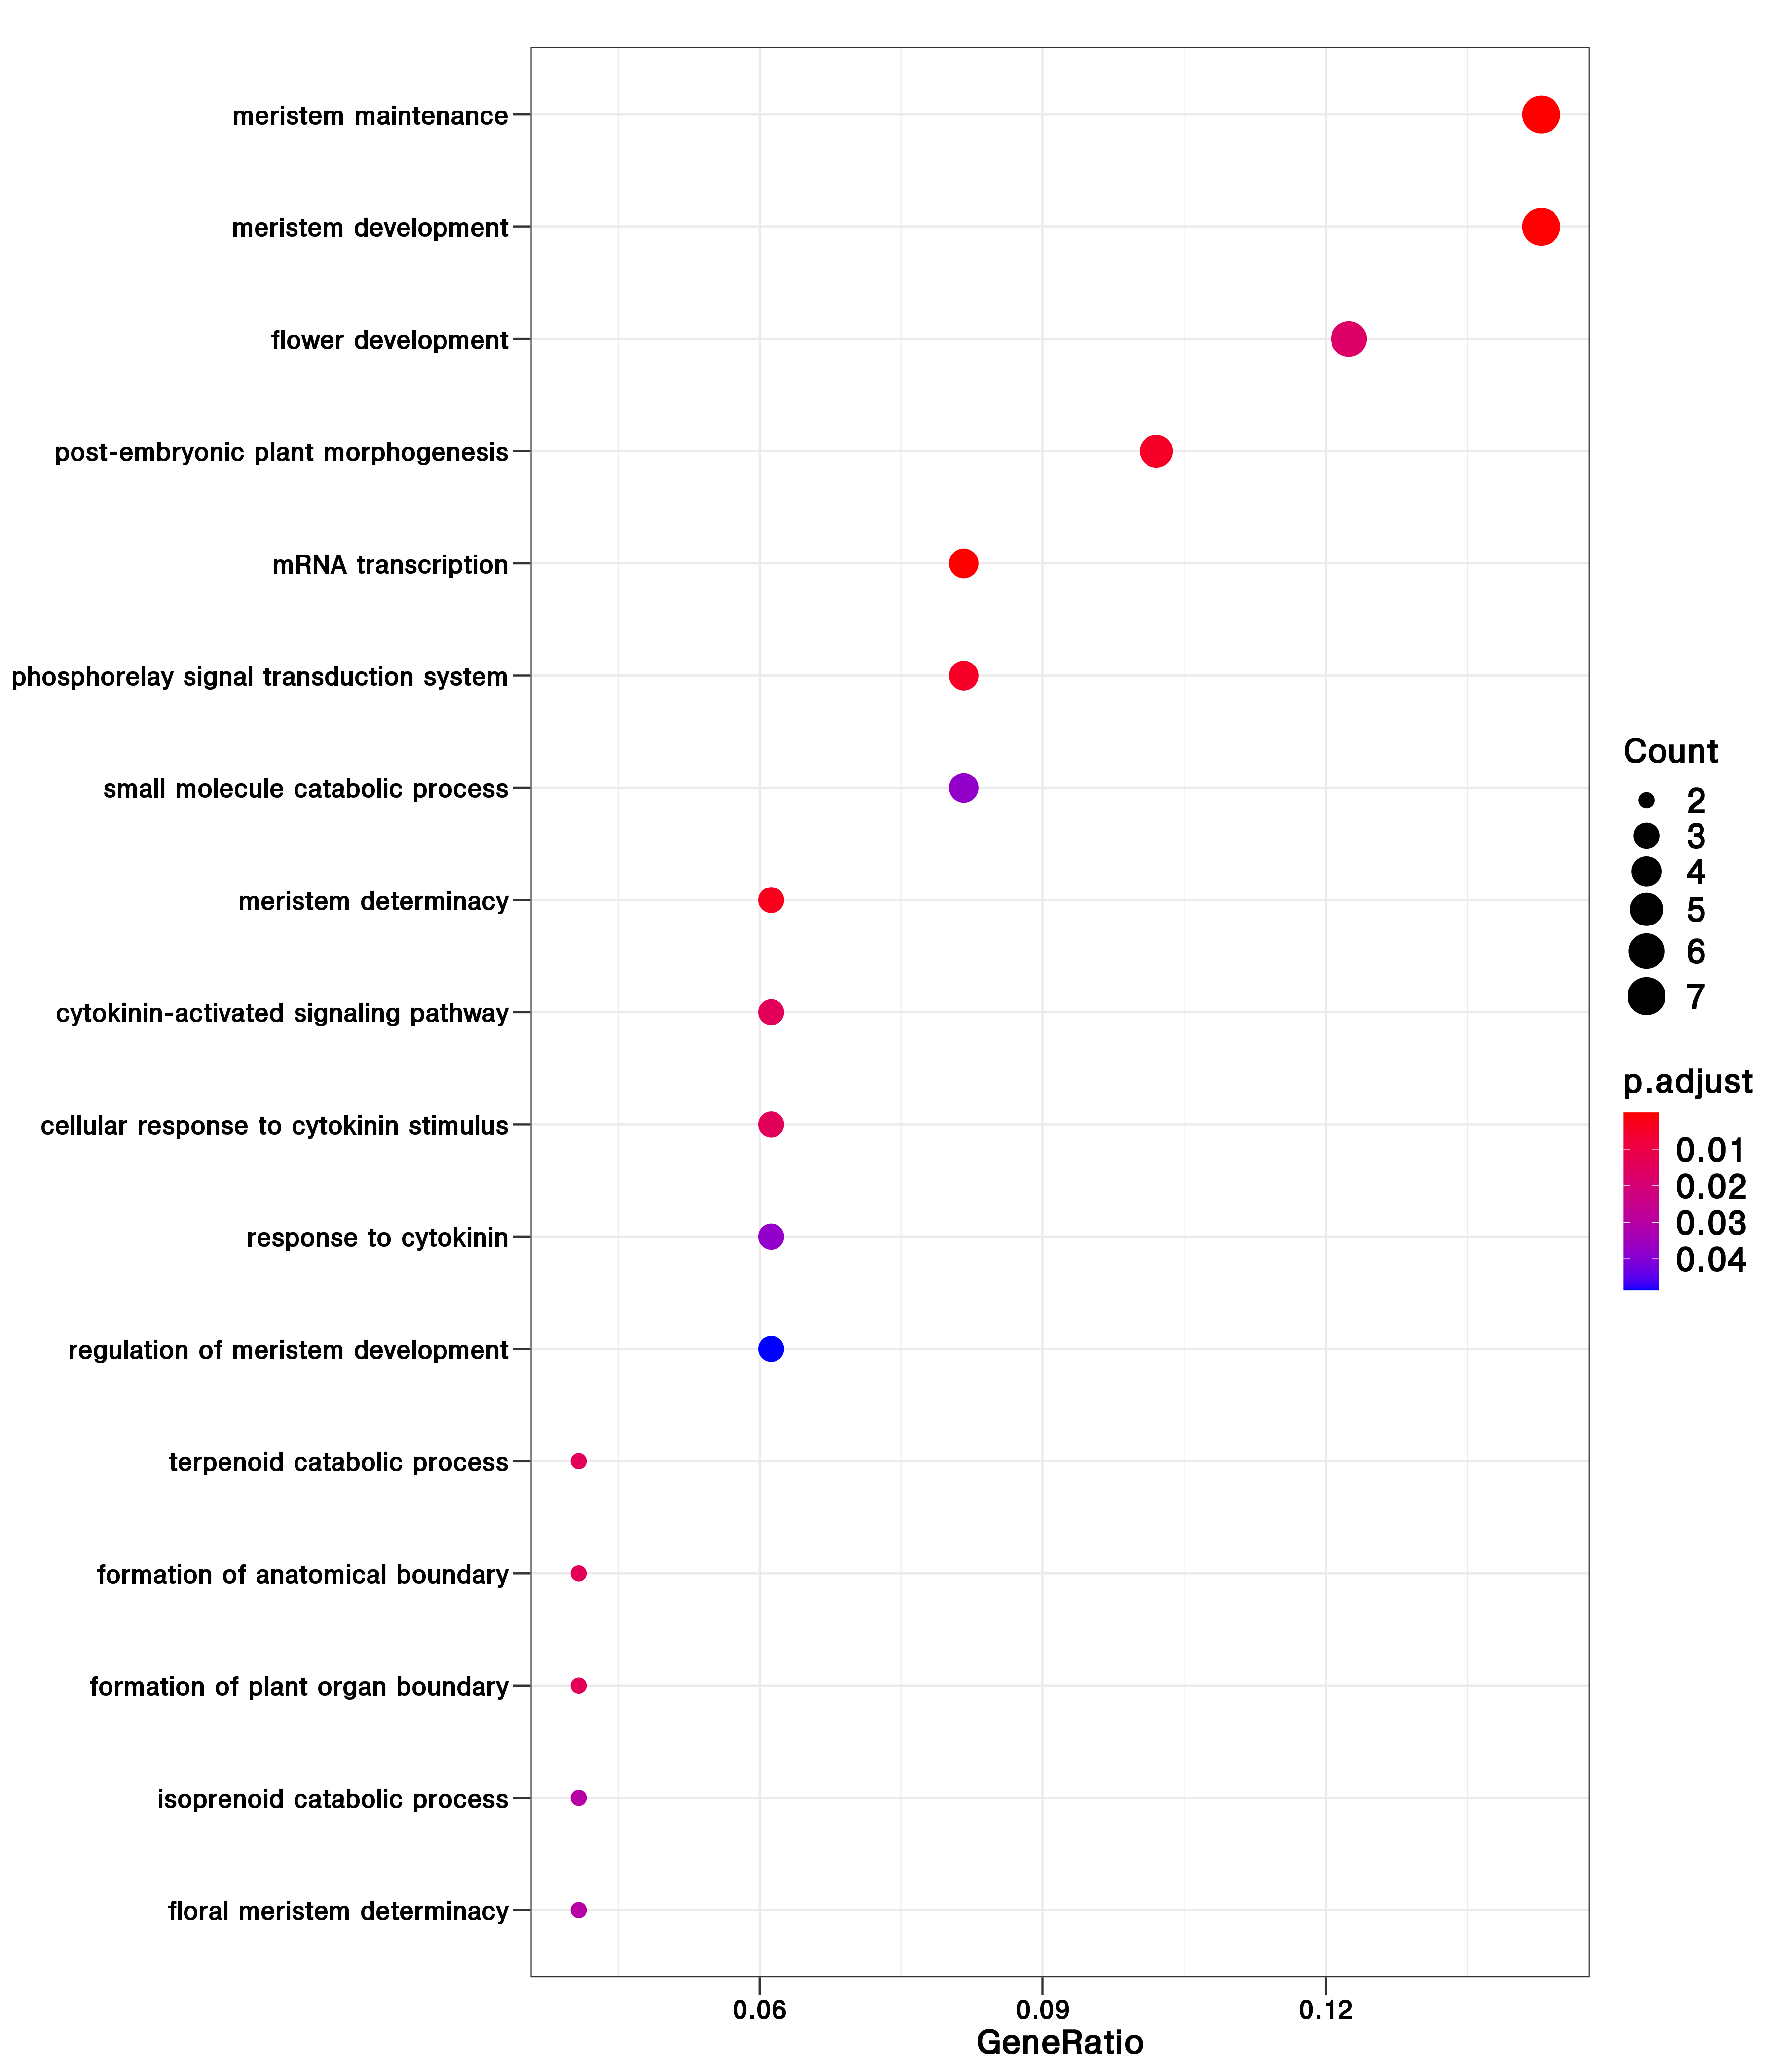 meristem maintenance
meristem development
flower development
post-embryonic plant morphogenesis
mRNA transcription
phosphorelay signal transduction system
small molecule catabolic process
meristem determinacy
cytokinin-activated signaling pathway
cellular response to cytokinin stimulus
response to cytokinin
regulation of meristem development
terpenoid catabolic process
formation of anatomical boundary
formation of plant organ boundary
isoprenoid catabolic process
floral meristem determinacy
0.06 0.09 0.12
GeneRatio
Count
2
3
4
5
6
7
p.adjust
0.01
0.02
0.03
0.04